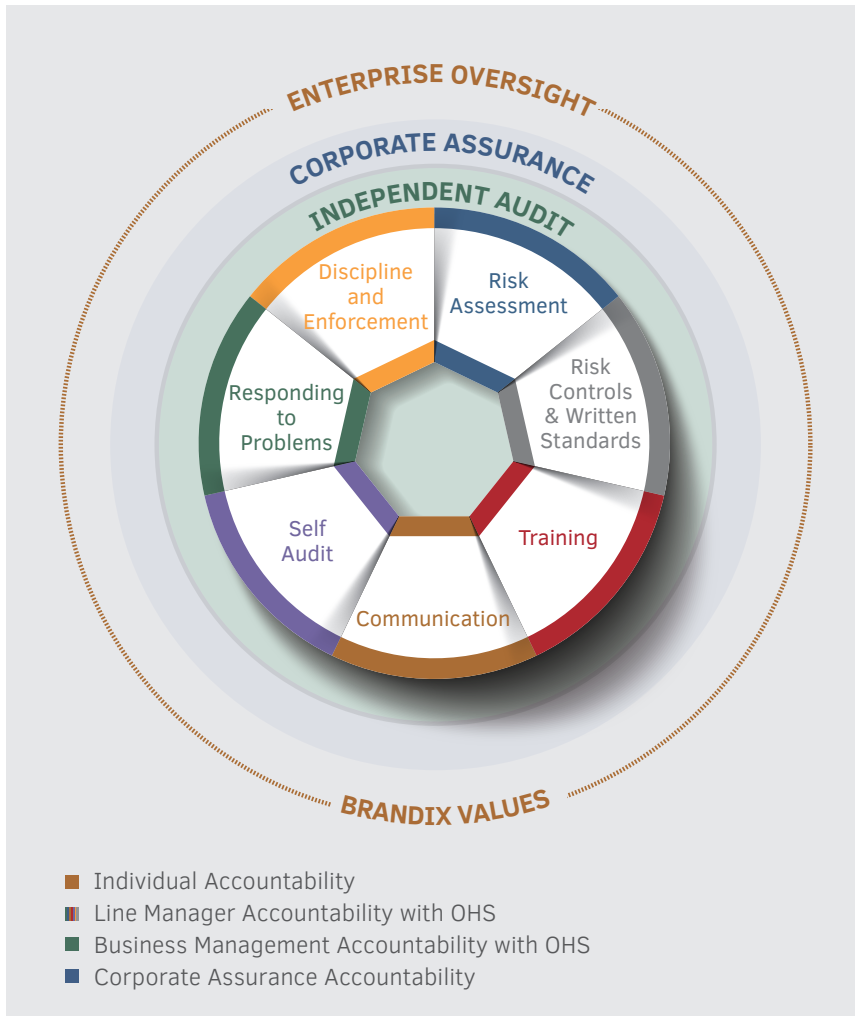 ENTERPRISE OVERSIGHT
CORPORATE ASSURANCE
INDEPENDENT AUDIT
Discipline
and
Enforcement
Risk
Assessment
Risk
Controls
& Written
Standards
Responding
to
Problems
Self
Audit
Training
Communication
BRANDIX VALUES
Individual Accountability
Line Manager Accountability with OHS
Business Management Accountability with OHS
Corporate Assurance Accountability